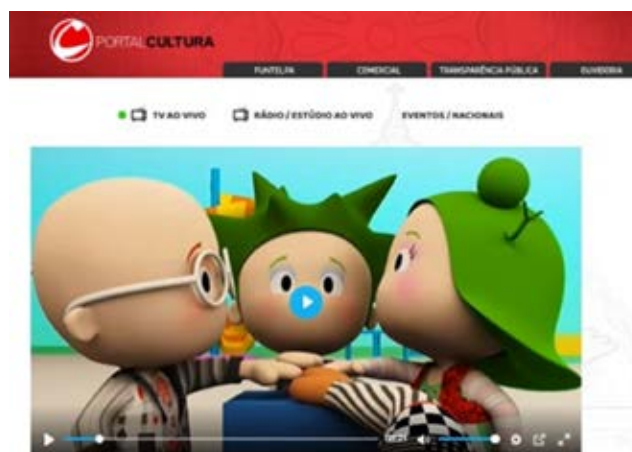 PORTAL CULTURA
FUNTELPA COMERCIAL TRANSPARÊNCIA PÚBLICA OUVIDORIA
TV AO VIVO RÁDIO / ESTÚDIO AO VIVO EVENTOS / NACIONAIS